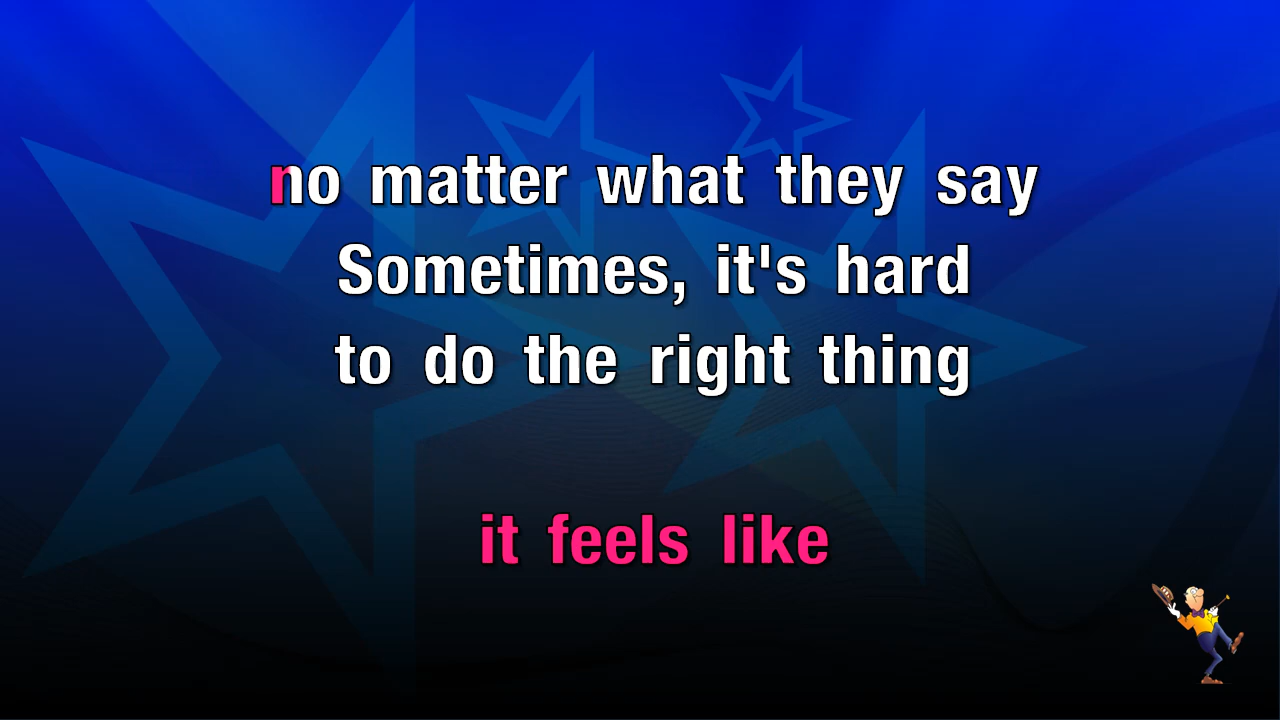 no matter what they say
Sometimes, it's hard
to do the right thing
it feels like